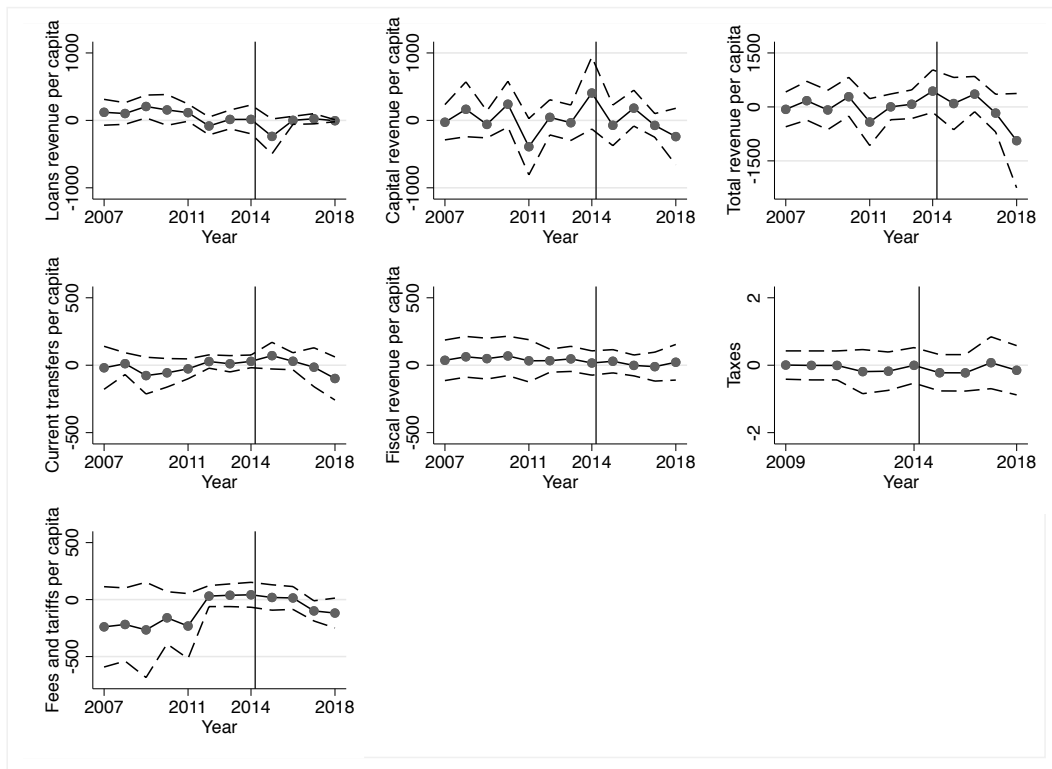 Loans revenue per capita
1000
0
-1000
2007 2011 2014 2018
Year
Capital revenue per capita
1000
0
-1000
2007 2011 2014 2018
Year
Total revenue per capita
1500
0
-1500
2007 2011 2014 2018
Year
Current transfers per capita
500
0
-500
2007 2011 2014 2018
Year
Fiscal revenue per capita
500
0
-500
2007 2011 2014 2018
Year
Taxes
2
0
-2
2009 2014 2018
Year
Fees and tariffs per capita
500
0
-500
2007 2011 2014 2018
Year